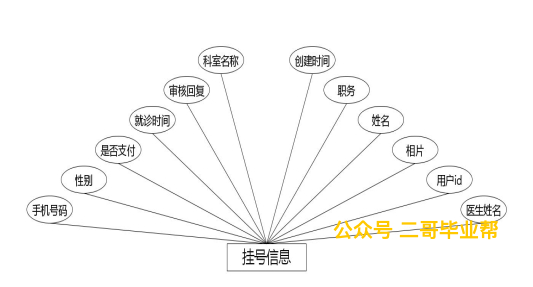 科室名称
创建时间
审核回复
职务
就诊时间
姓名
是否支付
相片
性别
用户id
手机号码
医生姓名
公众号 二哥毕业帮
挂号信息